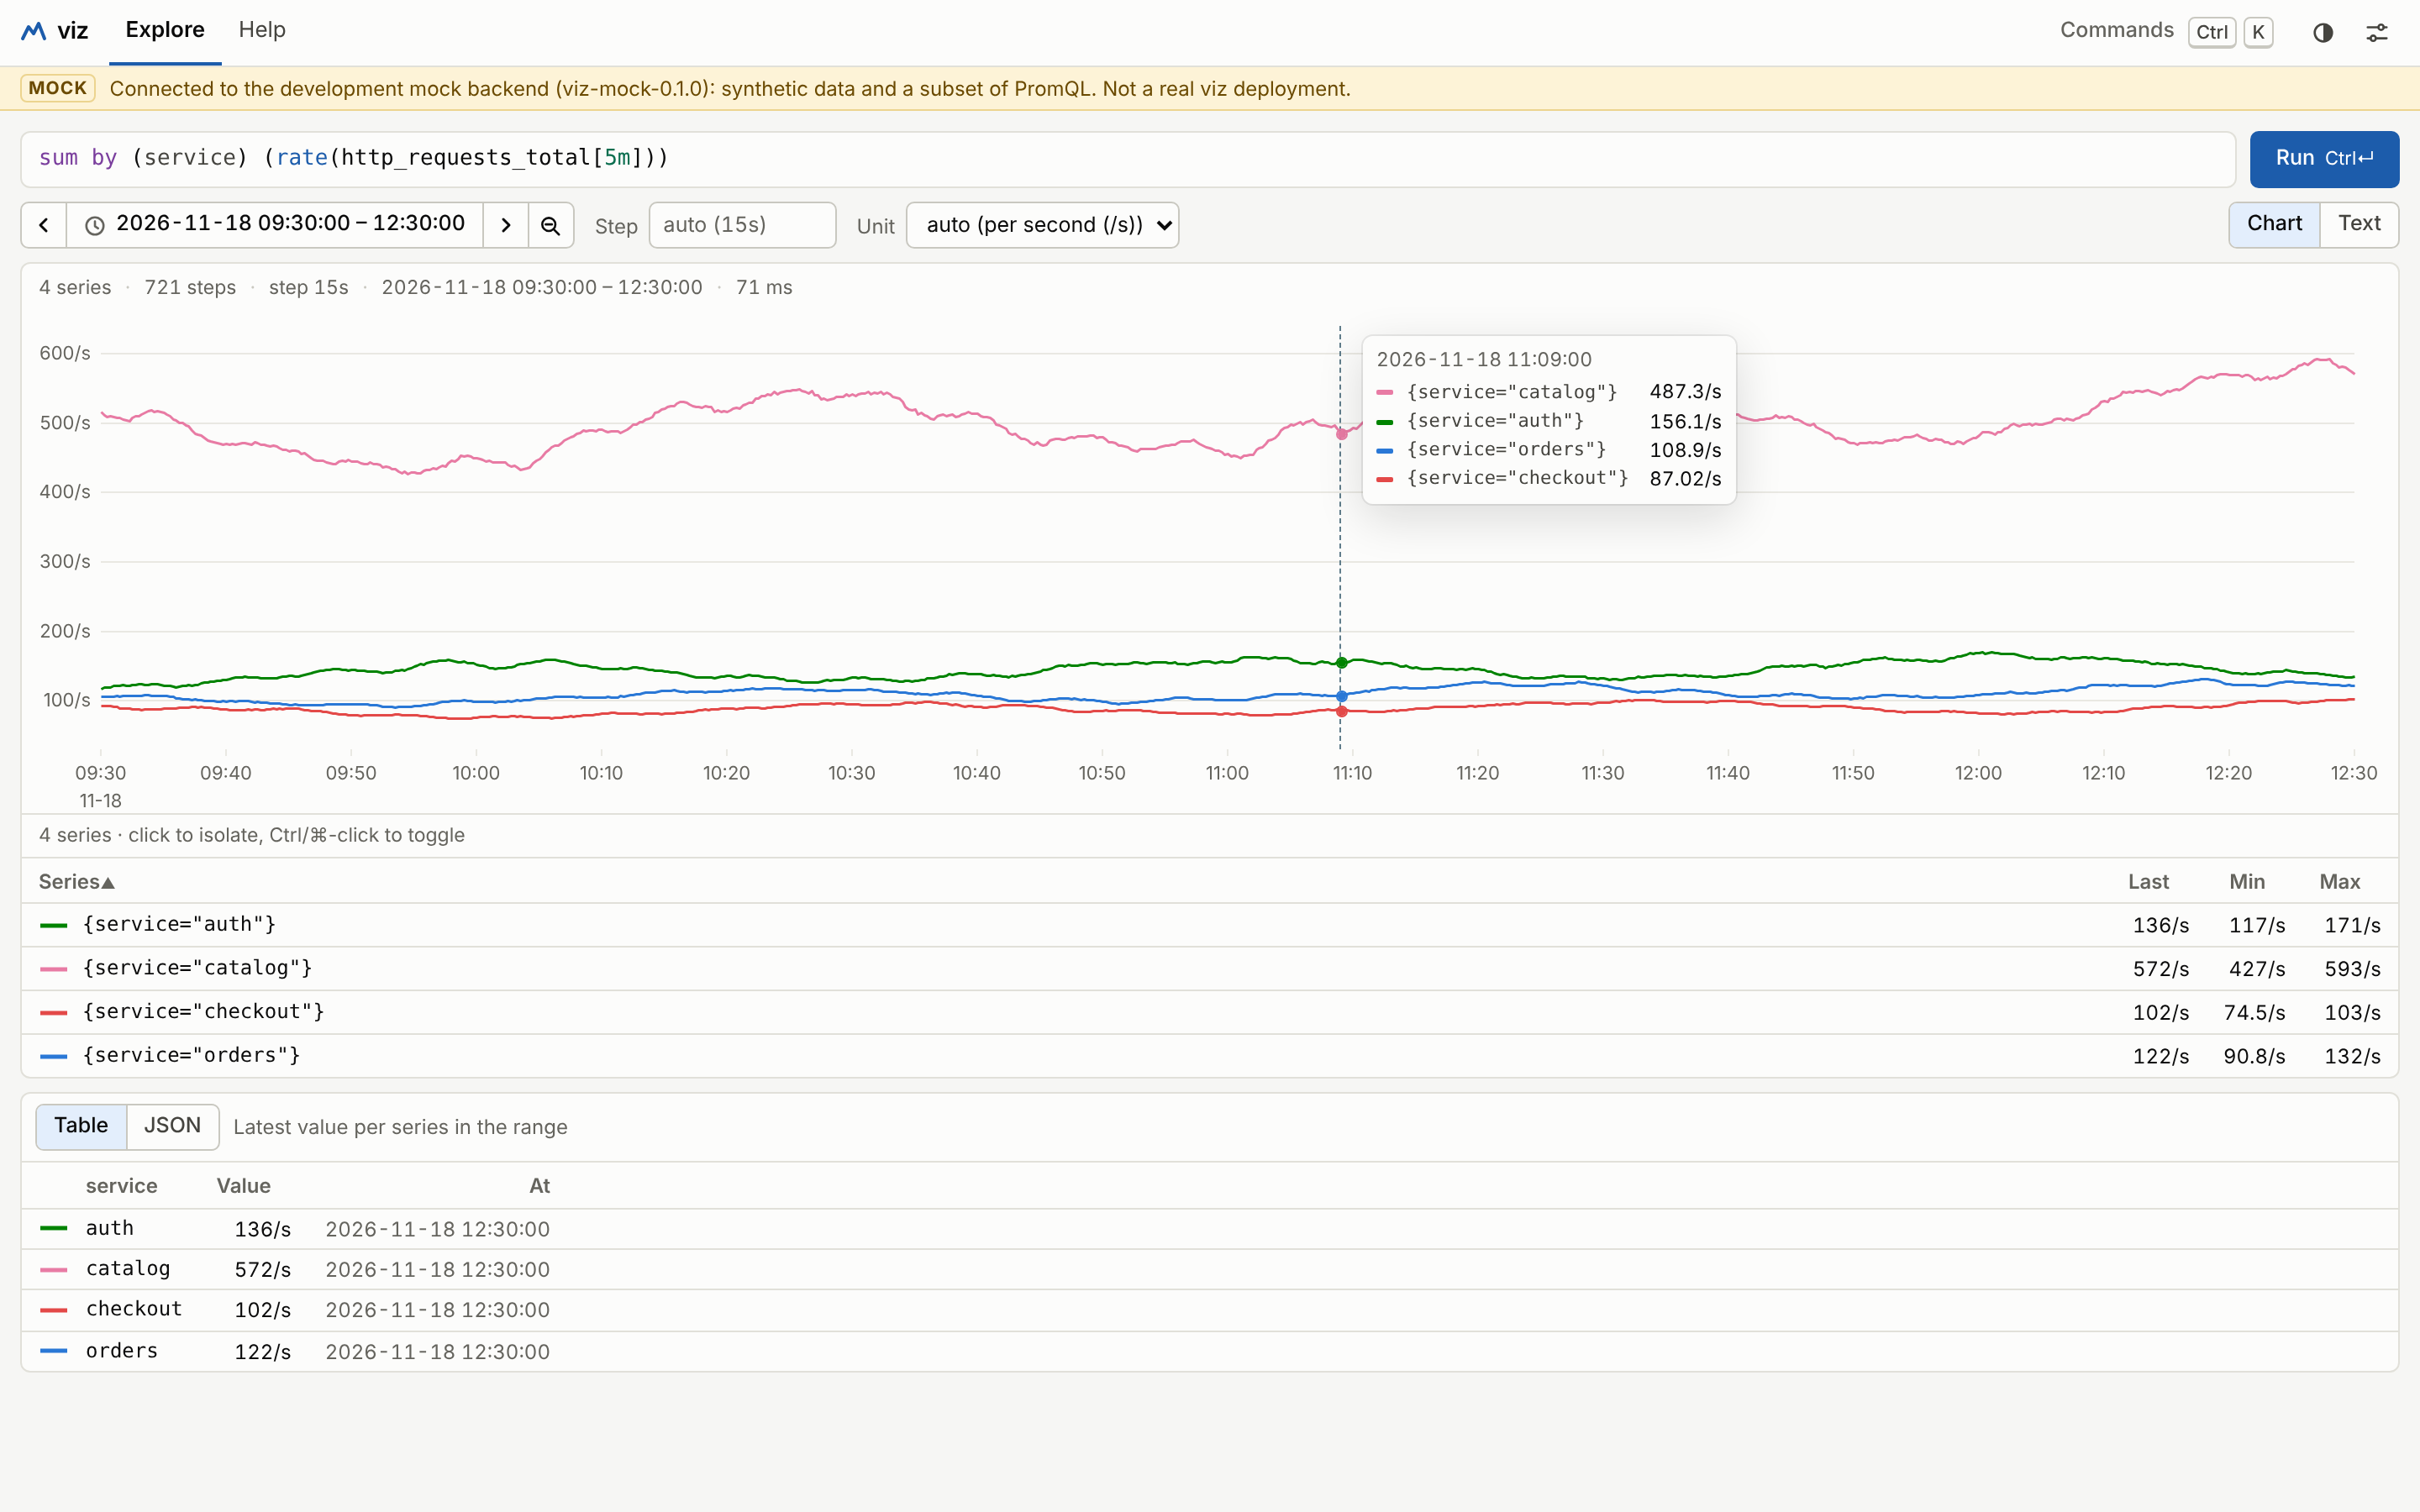 viz Explore Help Commands Ctrl K
MOCK Connected to the development mock backend (viz-mock-0.1.0): synthetic data and a subset of PromQL. Not a real viz deployment.
sum by (service) (rate(http_requests_total[5m])) Run Ctrl↵
2026-11-18 09:30:00 – 12:30:00 Step auto (15s) Unit auto (per second (/s)) Chart Text
4 series · 721 steps · step 15s · 2026-11-18 09:30:00 – 12:30:00 · 71 ms
600/s
500/s
400/s
300/s
200/s
100/s
2026-11-18 11:09:00
{service="catalog"} 487.3/s
{service="auth"} 156.1/s
{service="orders"} 108.9/s
{service="checkout"} 87.02/s
09:30 09:40 09:50 10:00 10:10 10:20 10:30 10:40 10:50 11:00 11:10 11:20 11:30 11:40 11:50 12:00 12:10 12:20 12:30
11-18
4 series · click to isolate, Ctrl/⌘-click to toggle
Series▲ Last Min Max
{service="auth"} 136/s 117/s 171/s
{service="catalog"} 572/s 427/s 593/s
{service="checkout"} 102/s 74.5/s 103/s
{service="orders"} 122/s 90.8/s 132/s
Table JSON Latest value per series in the range
service Value At
auth 136/s 2026-11-18 12:30:00
catalog 572/s 2026-11-18 12:30:00
checkout 102/s 2026-11-18 12:30:00
orders 122/s 2026-11-18 12:30:00